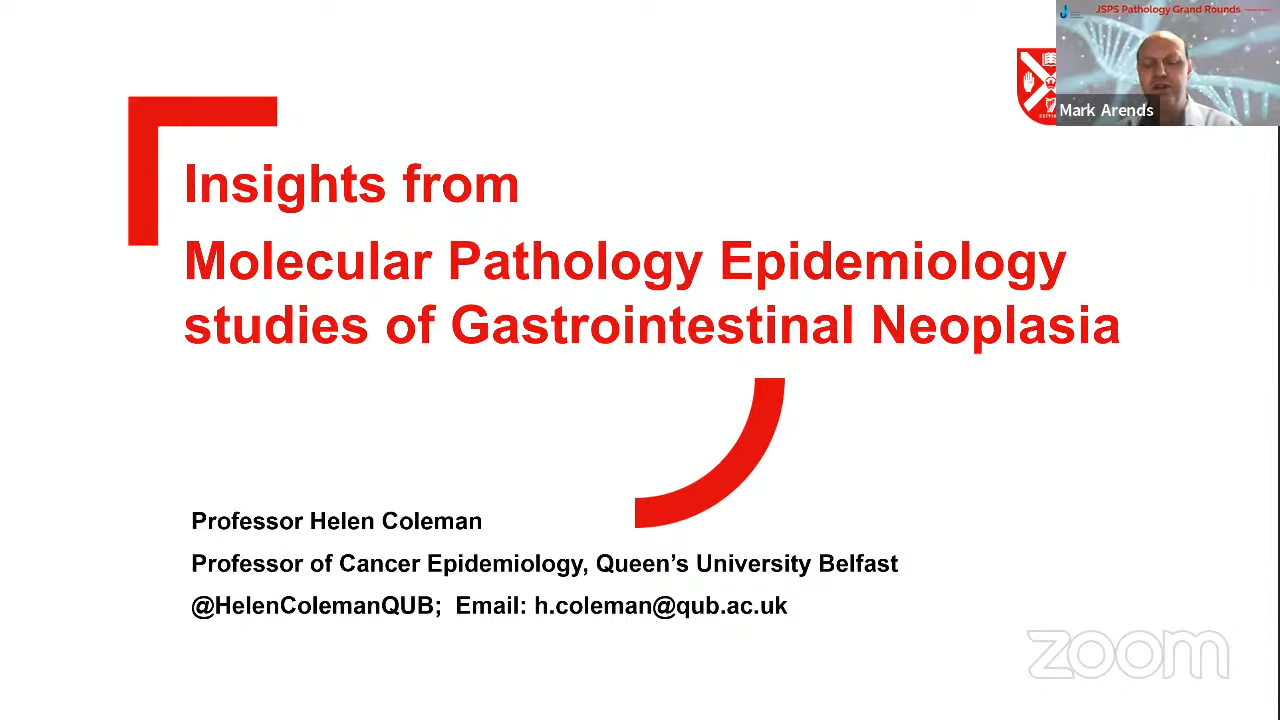 JSPS Pathology Grand Rounds
Mark Arends
Insights from
Molecular Pathology Epidemiology
studies of Gastrointestinal Neoplasia
Professor Helen Coleman
Professor of Cancer Epidemiology, Queen's University Belfast
@HelenColemanQUB; Email: h.coleman@qub.ac.uk
zoom